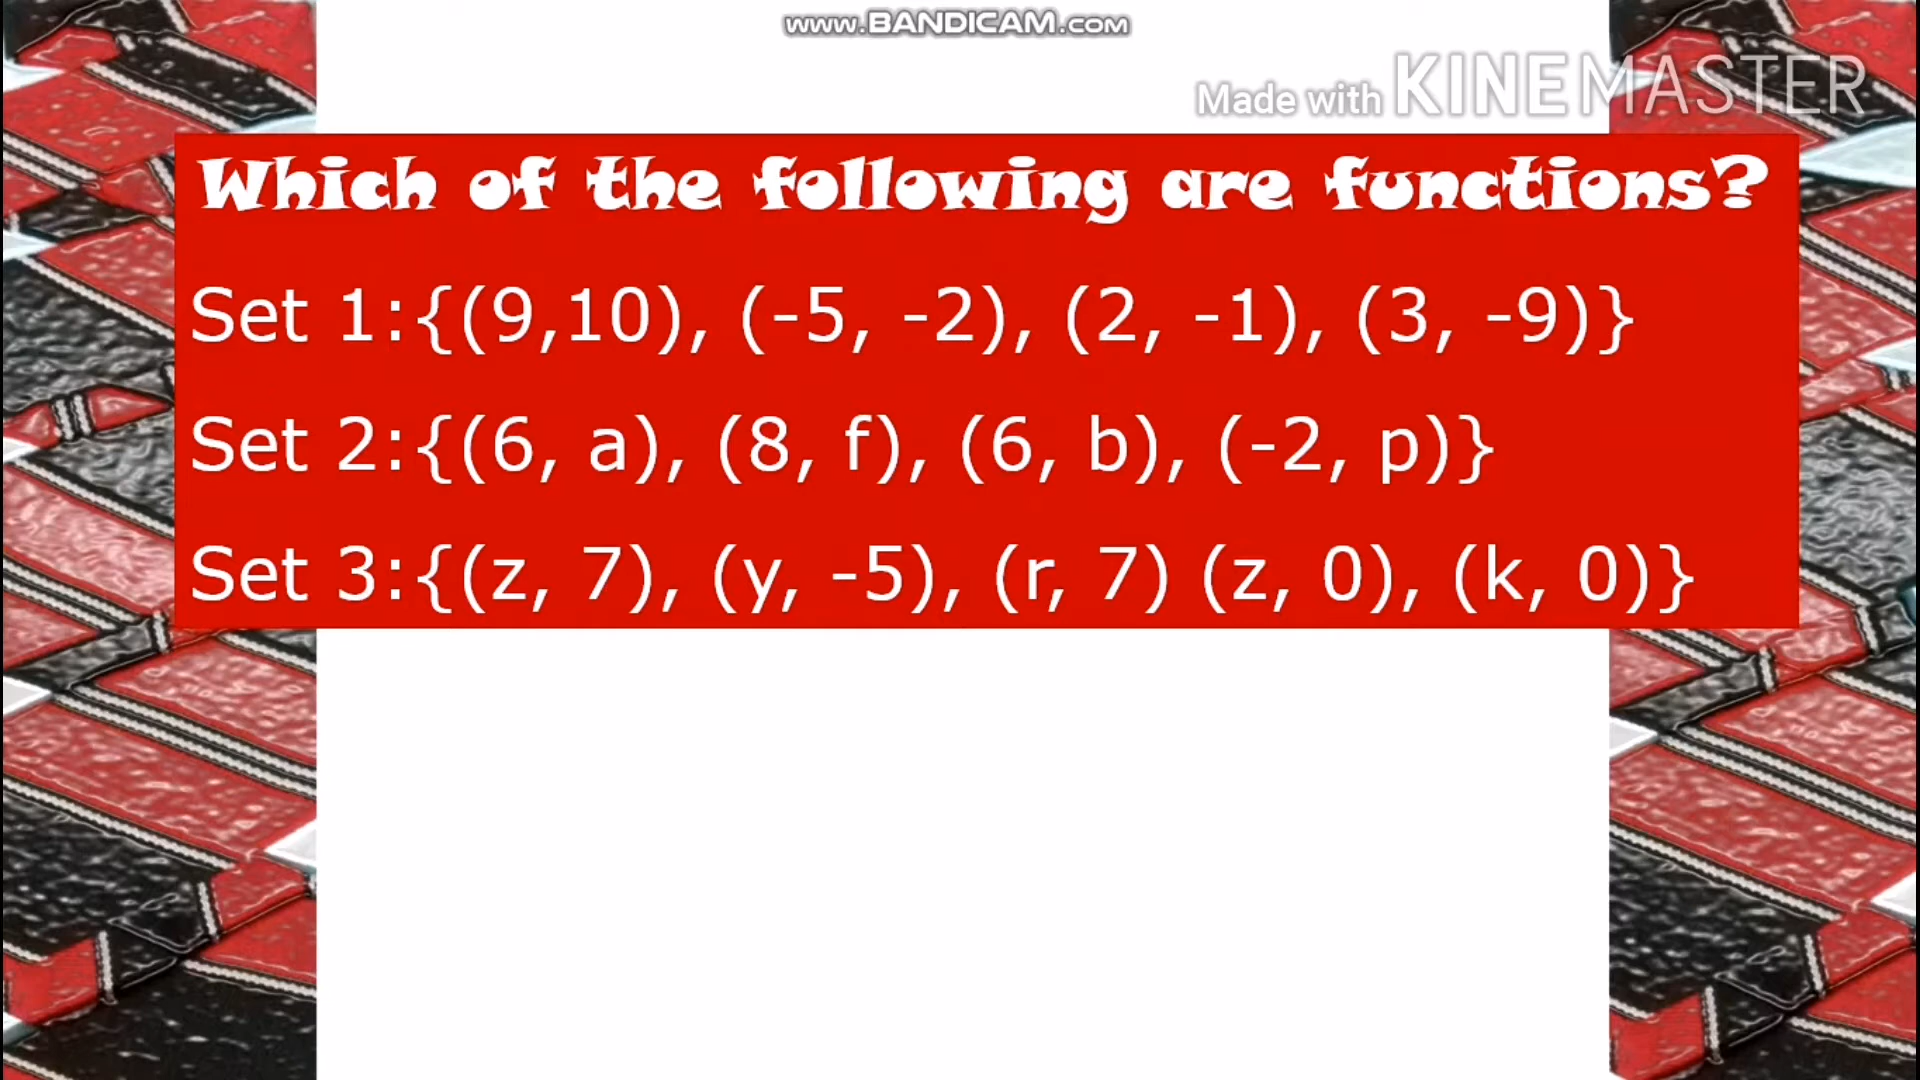 www.BANDICAM.com
Made with KINEMASTER
Which of the following are functions?
Set 1:{(9,10), (-5, -2), (2, -1), (3, -9)}
Set 2:{(6, a), (8, f), (6, b), (-2, p)}
Set 3:{(z, 7), (y, -5), (r, 7) (z, 0), (k, 0)}